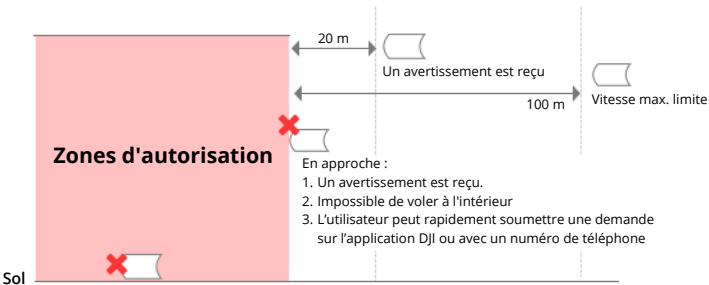 20 m
Un avertissement est reçu
100 m
Vitesse max. limite
Zones d'autorisation
En approche :
1. Un avertissement est reçu.
2. Impossible de voler à l'intérieur
3. L’utilisateur peut rapidement soumettre une demande
sur l’application DJI ou avec un numéro de téléphone
Sol